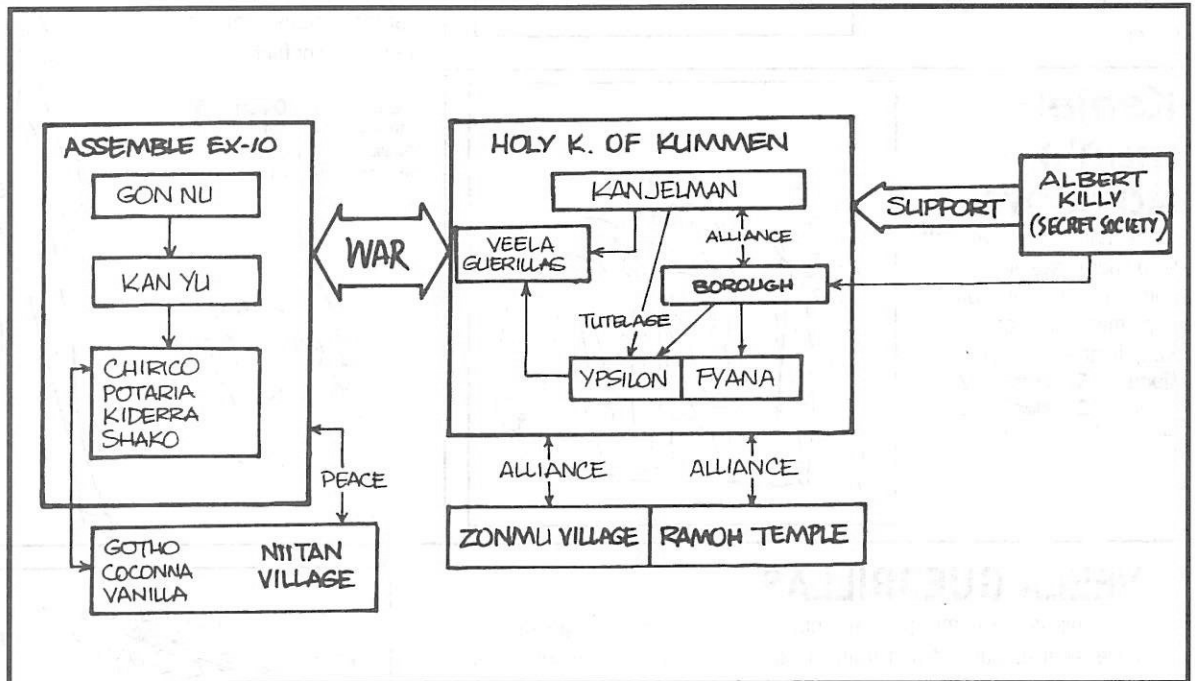 ASSEMBLE EX-10
GON NU
KAN YU
CHIRICO
POTARIA
KIDERRA
SHAKO
PEACE
GOTHO
COCONNA
VANILLA
NIITAN
VILLAGE
WAR
HOLY K. OF KUMMEN
KANJELMAN
VEELA
GUERILLAS
ALLIANCE
BOROUGH
TUTELAGE
YPSILON
FYANA
ALLIANCE
ALLIANCE
ZONMU VILLAGE
RAMOH TEMPLE
SUPPORT
ALBERT
KILLY
(SECRET SOCIETY)